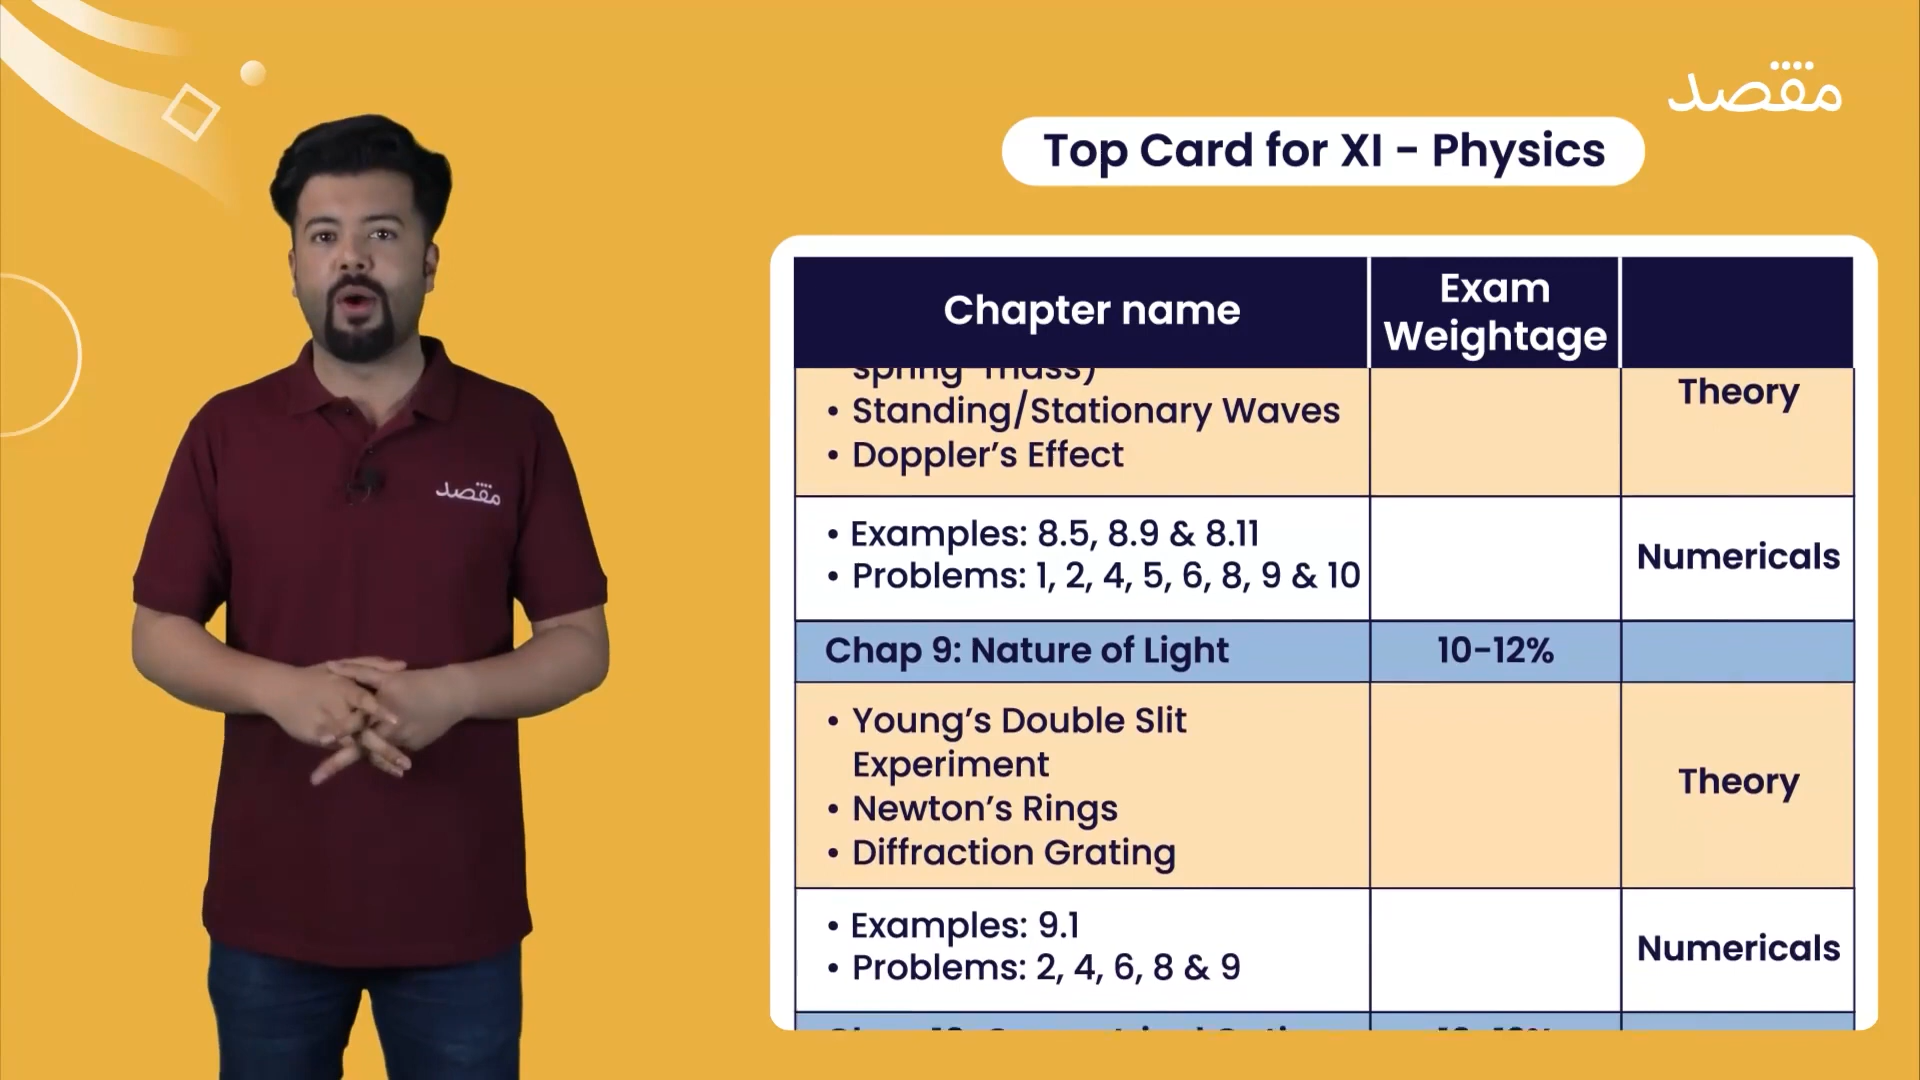 مقصد
Top Card for XI - Physics
Chapter name
Exam
Weightage
spring mass)
• Standing/Stationary Waves
• Doppler's Effect
Theory
• Examples: 8.5, 8.9 & 8.11
• Problems: 1, 2, 4, 5, 6, 8, 9 & 10
Numericals
Chap 9: Nature of Light
10-12%
• Young's Double Slit
Experiment
• Newton's Rings
• Diffraction Grating
Theory
• Examples: 9.1
• Problems: 2, 4, 6, 8 & 9
Numericals
مقصد